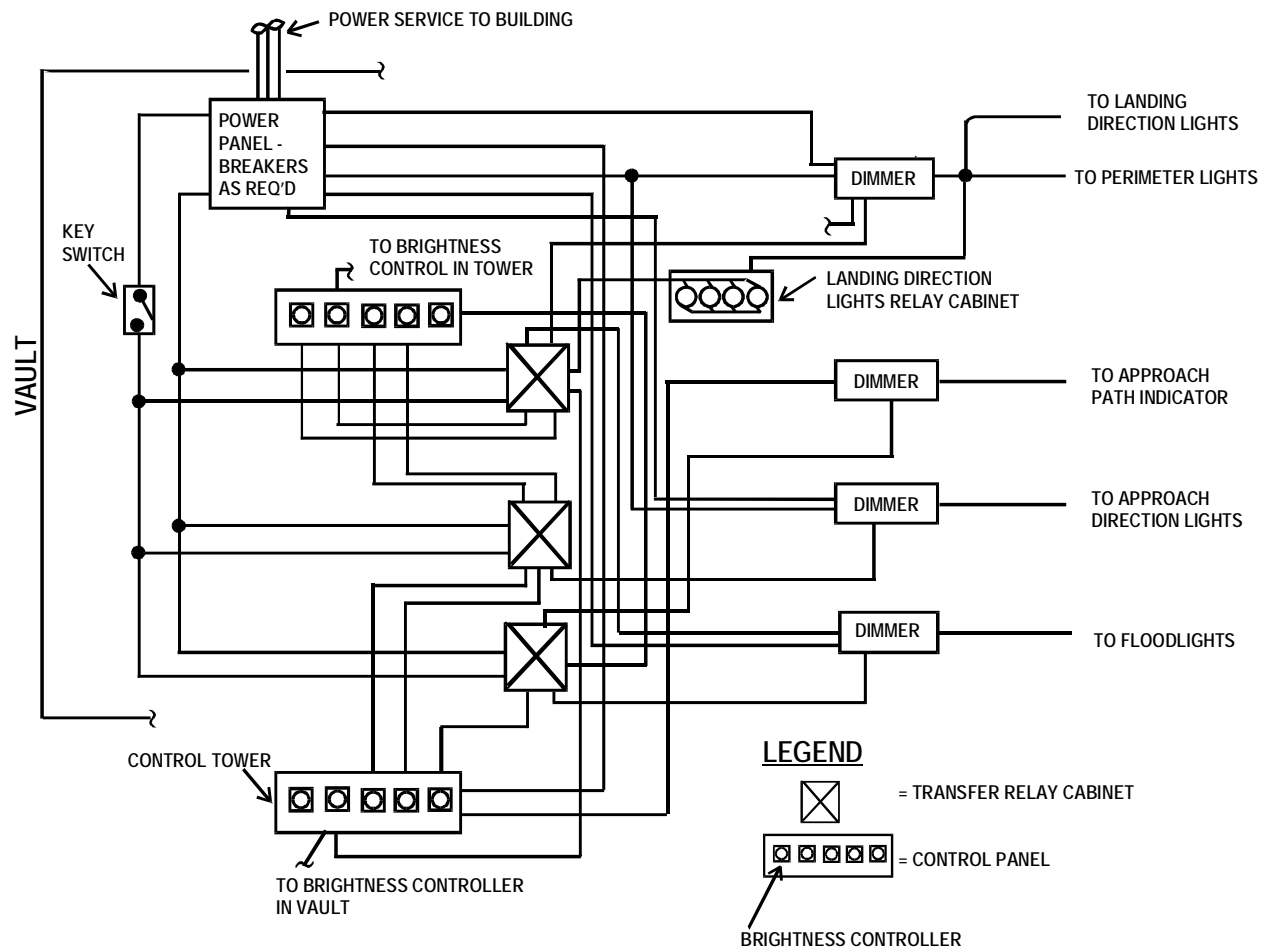 POWER SERVICE TO BUILDING
POWER
PANEL -
BREAKERS
AS REQ'D
TO LANDING
DIRECTION LIGHTS
DIMMER
TO PERIMETER LIGHTS
KEY
SWITCH
TO BRIGHTNESS
CONTROL IN TOWER
LANDING DIRECTION
LIGHTS RELAY CABINET
VAULT
DIMMER
TO APPROACH
PATH INDICATOR
DIMMER
TO APPROACH
DIRECTION LIGHTS
DIMMER
TO FLOODLIGHTS
CONTROL TOWER
TO BRIGHTNESS CONTROLLER
IN VAULT
LEGEND
= TRANSFER RELAY CABINET
= CONTROL PANEL
BRIGHTNESS CONTROLLER